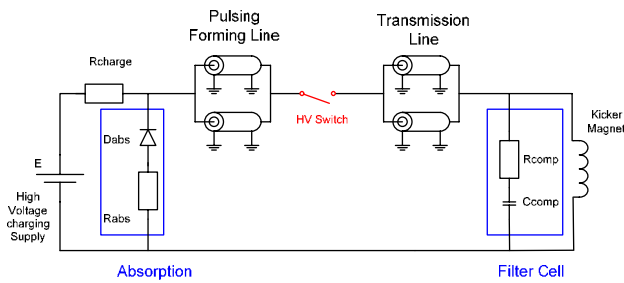 Pulsing
Forming Line
Transmission
Line
Rcharge
HV Switch
Kicker
Magnet
Dabs
Rcomp
E
High
Voltage
charging
Supply
Rabs
Ccomp
Absorption
Filter Cell